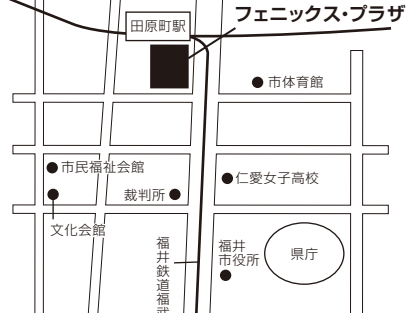 フェニックス・プラザ
田原町駅
市体育館
市民福祉会館
仁愛女子高校
裁判所
文化会館
福井鉄道福武
福井
市役所
県庁